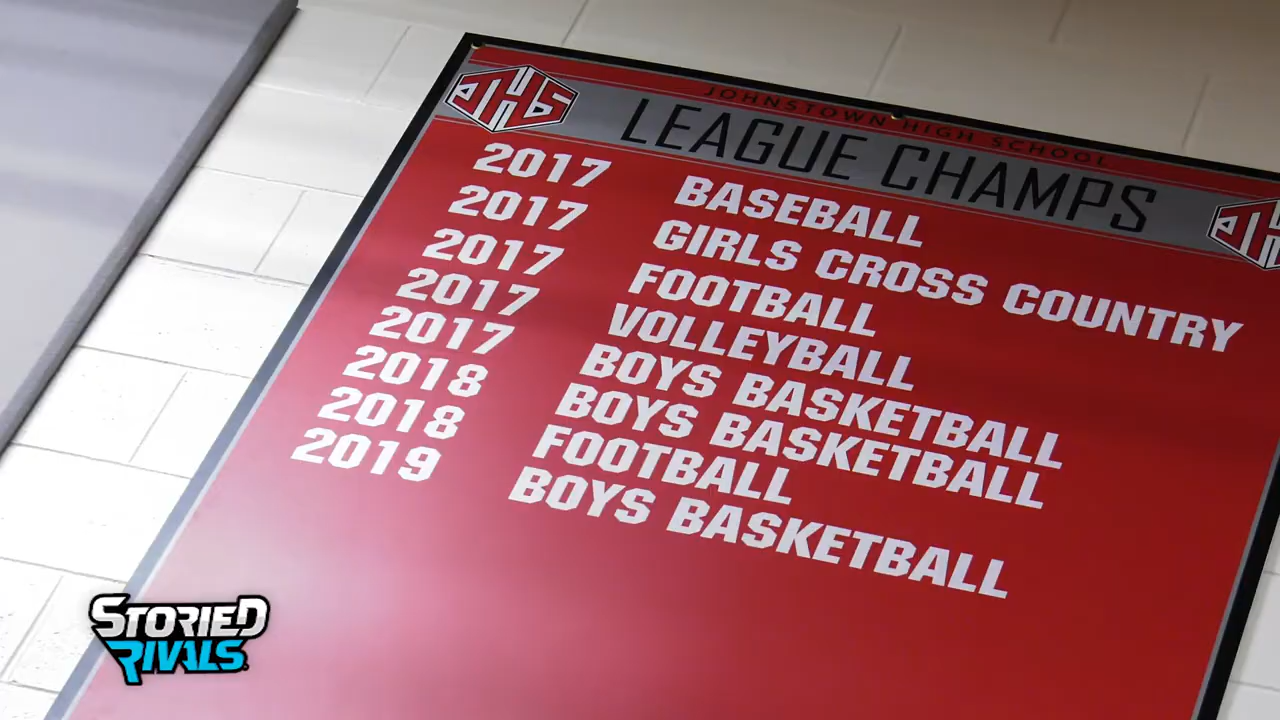 JOHNSTOWN HIGH SCHOOL
JHS LEAGUE CHAMPS JHS
2017 BASEBALL
2017 GIRLS CROSS COUNTRY
2017 FOOTBALL
2017 VOLLEYBALL
2017 BOYS BASKETBALL
2018 BOYS BASKETBALL
2018 FOOTBALL
2019 BOYS BASKETBALL
STORIED
RIVALS